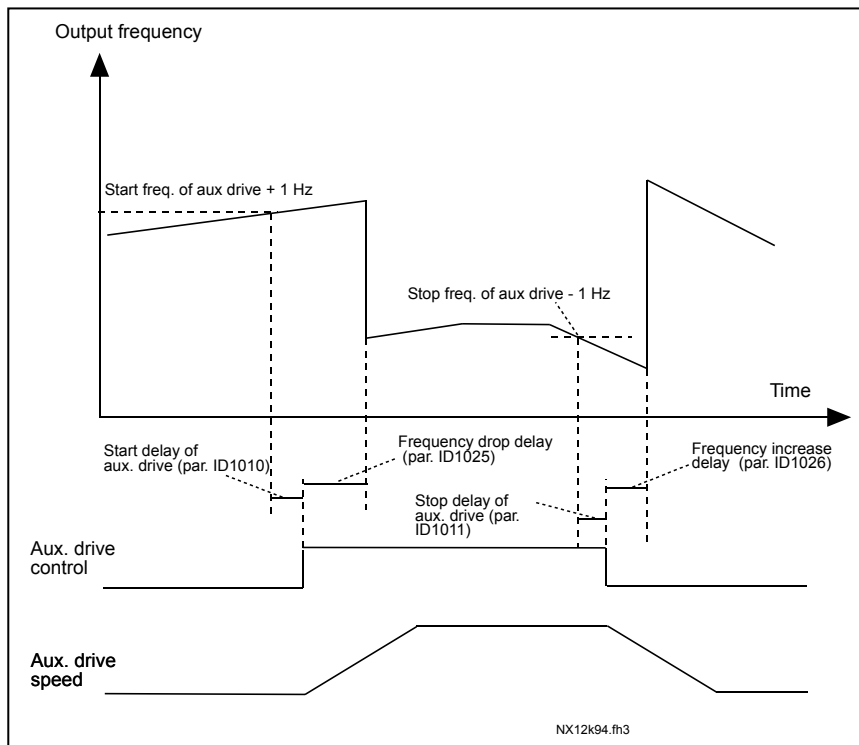 Output frequency
Start freq. of aux drive + 1 Hz
Stop freq. of aux drive - 1 Hz
Time
Start delay of
aux. drive (par. ID1010)
Frequency drop delay
(par. ID1025)
Stop delay of
aux. drive (par.
ID1011)
Frequency increase
delay (par. ID1026)
Aux. drive
control
Aux. drive
speed
NX12k94.fh3